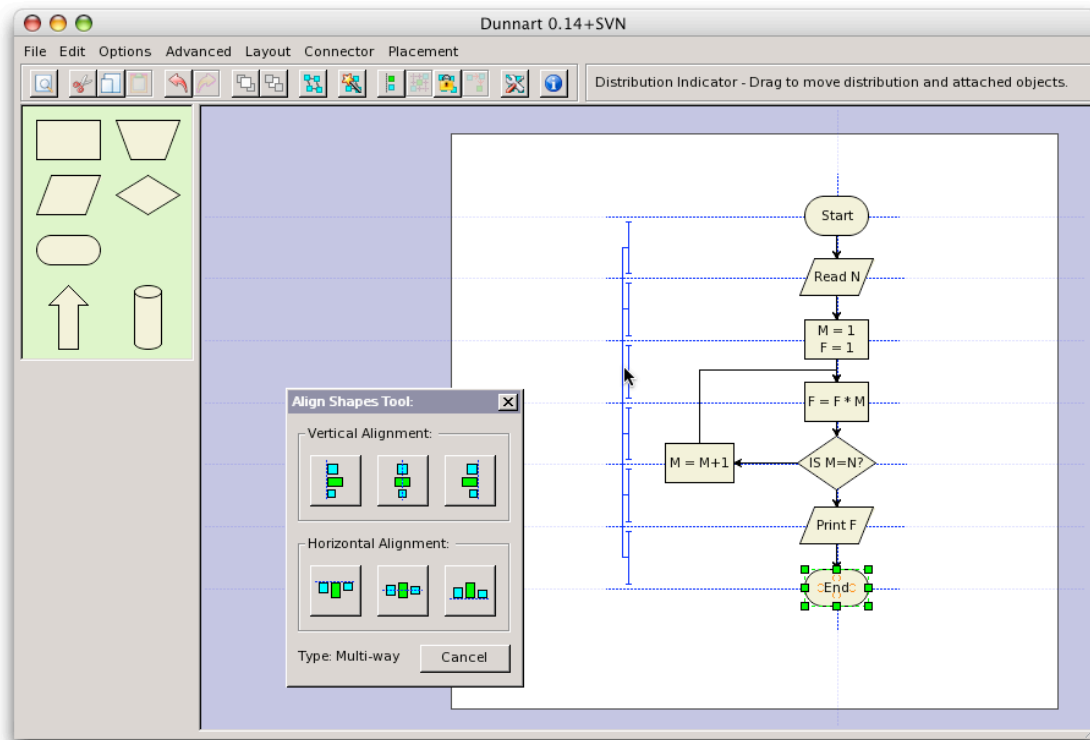 Dunnart 0.14+SVN
File Edit Options Advanced Layout Connector Placement
Distribution Indicator - Drag to move distribution and attached objects.
Start
Read N
M = 1
F = 1
F = F * M
M = M+1
IS M=N?
Print F
End
Align Shapes Tool:
Vertical Alignment:
Horizontal Alignment:
Type: Multi-way
Cancel